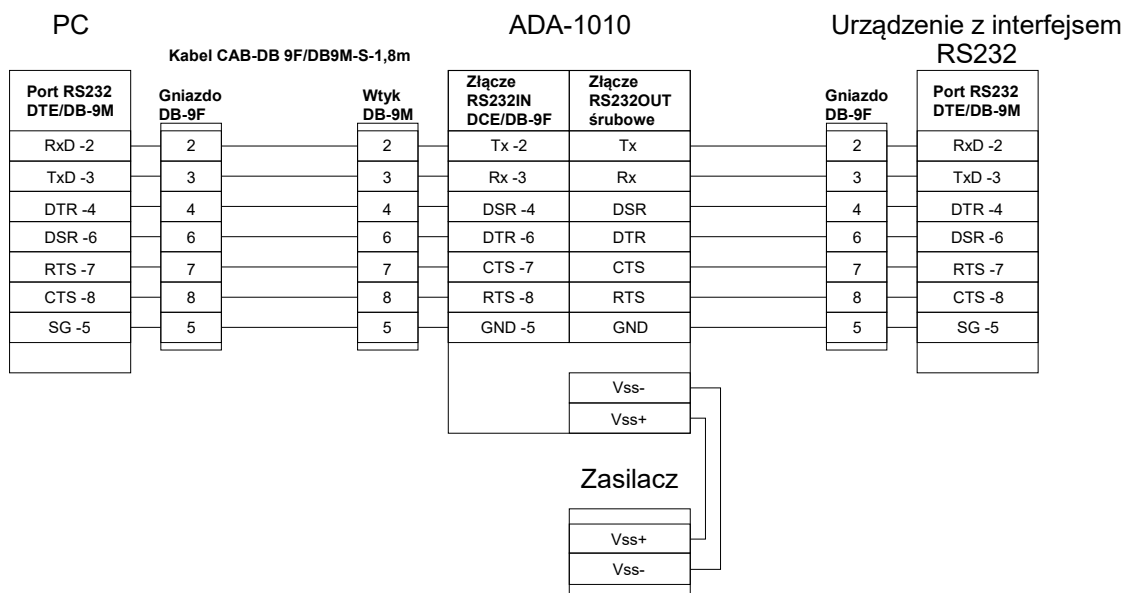 PC
ADA-1010
Urządzenie z interfejsem
RS232
Kabel CAB-DB 9F/DB9M-S-1,8m
Port RS232
DTE/DB-9M
Gniazdo
DB-9F
Wtyk
DB-9M
Złącze
RS232IN
DCE/DB-9F
Złącze
RS232OUT
śrubowe
Gniazdo
DB-9F
Port RS232
DTE/DB-9M
RxD -2 2 2 Tx -2 Tx 2 RxD -2
TxD -3 3 3 Rx -3 Rx 3 TxD -3
DTR -4 4 4 DSR -4 DSR 4 DTR -4
DSR -6 6 6 DTR -6 DTR 6 DSR -6
RTS -7 7 7 CTS -7 CTS 7 RTS -7
CTS -8 8 8 RTS -8 RTS 8 CTS -8
SG -5 5 5 GND -5 GND 5 SG -5
Vss-
Vss+
Zasilacz
Vss+
Vss-